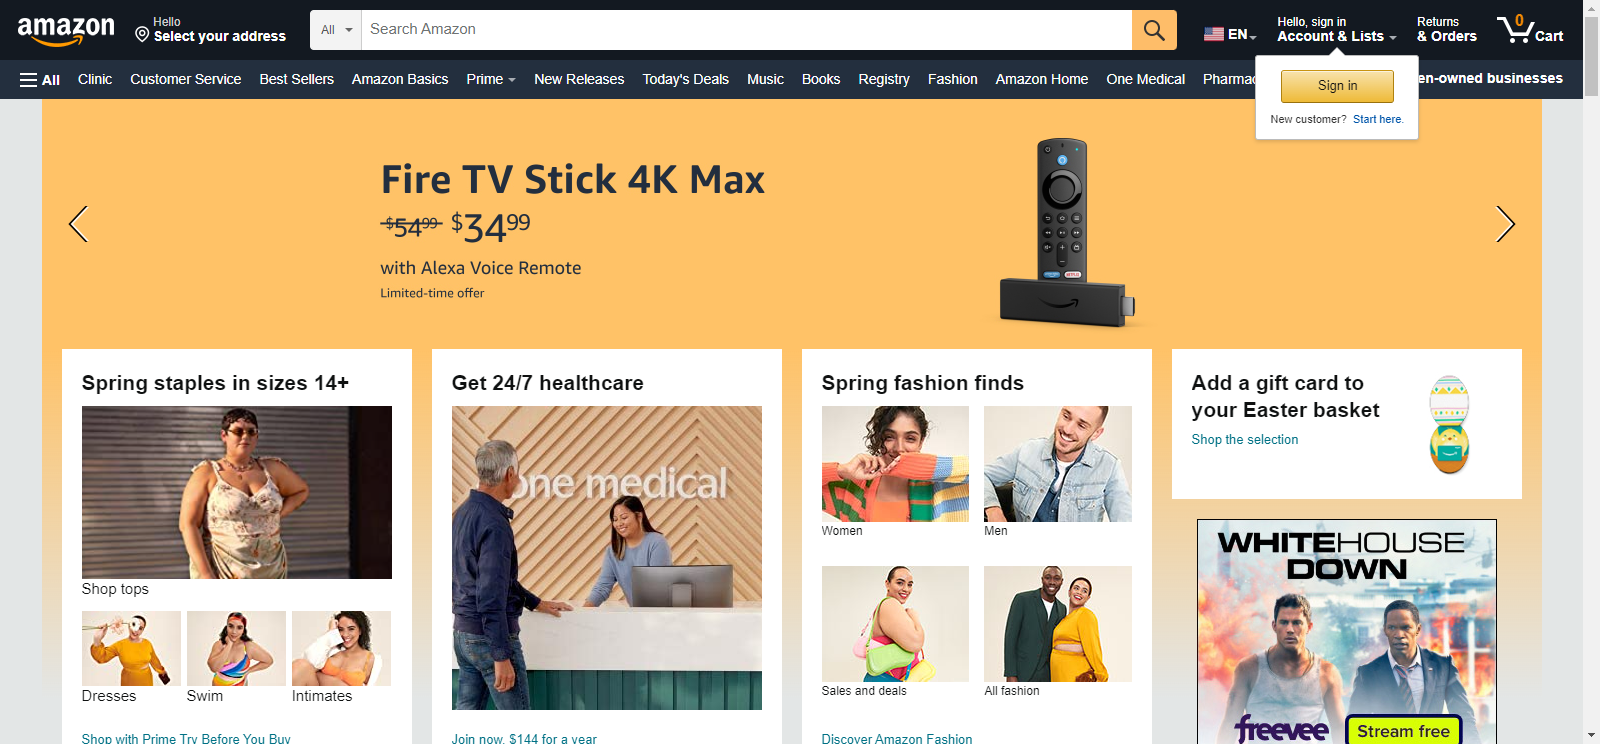 amazon
Hello
Select your address
All
Search Amazon
EN
Hello, sign in
Account & Lists
Returns
& Orders
0
Cart
All
Clinic
Customer Service
Best Sellers
Amazon Basics
Prime
New Releases
Today's Deals
Music
Books
Registry
Fashion
Amazon Home
One Medical
Pharmac
en-owned businesses
Sign in
New customer? Start here.
Fire TV Stick 4K Max
$54.99 $34.99
with Alexa Voice Remote
Limited-time offer
Spring staples in sizes 14+
Shop tops
Dresses
Swim
Intimates
Shop with Prime Try Before You Buy
Get 24/7 healthcare
one medical
Join now, $144 for a year
Spring fashion finds
Women
Men
Sales and deals
All fashion
Discover Amazon Fashion
Add a gift card to
your Easter basket
Shop the selection
WHITE HOUSE
DOWN
freevee
Stream free